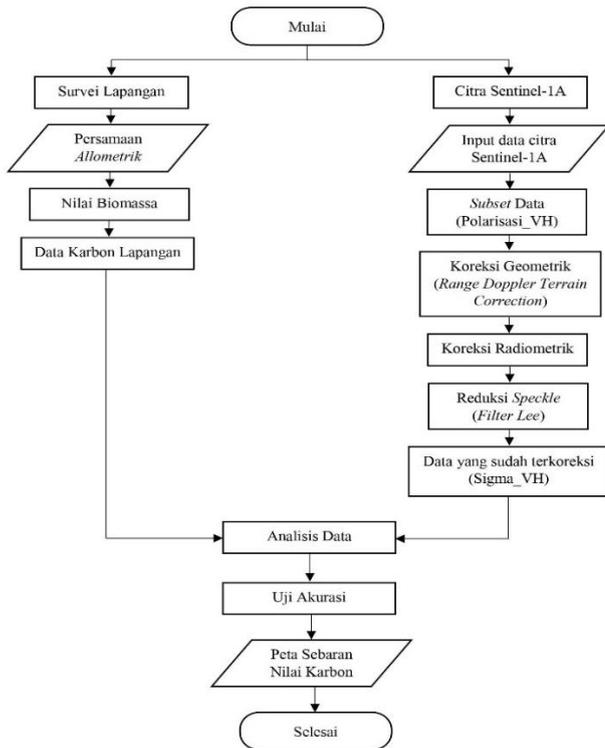 Mulai
Survei Lapangan
Persamaan
Allometrik
Nilai Biomassa
Data Karbon Lapangan
Citra Sentinel-1A
Input data citra
Sentinel-1A
Subset Data
(Polarisasi_VH)
Koreksi Geometrik
(Range Doppler Terrain
Correction)
Koreksi Radiometrik
Reduksi Speckle
(Filter Lee)
Data yang sudah terkoreksi
(Sigma_VH)
Analisis Data
Uji Akurasi
Peta Sebaran
Nilai Karbon
Selesai